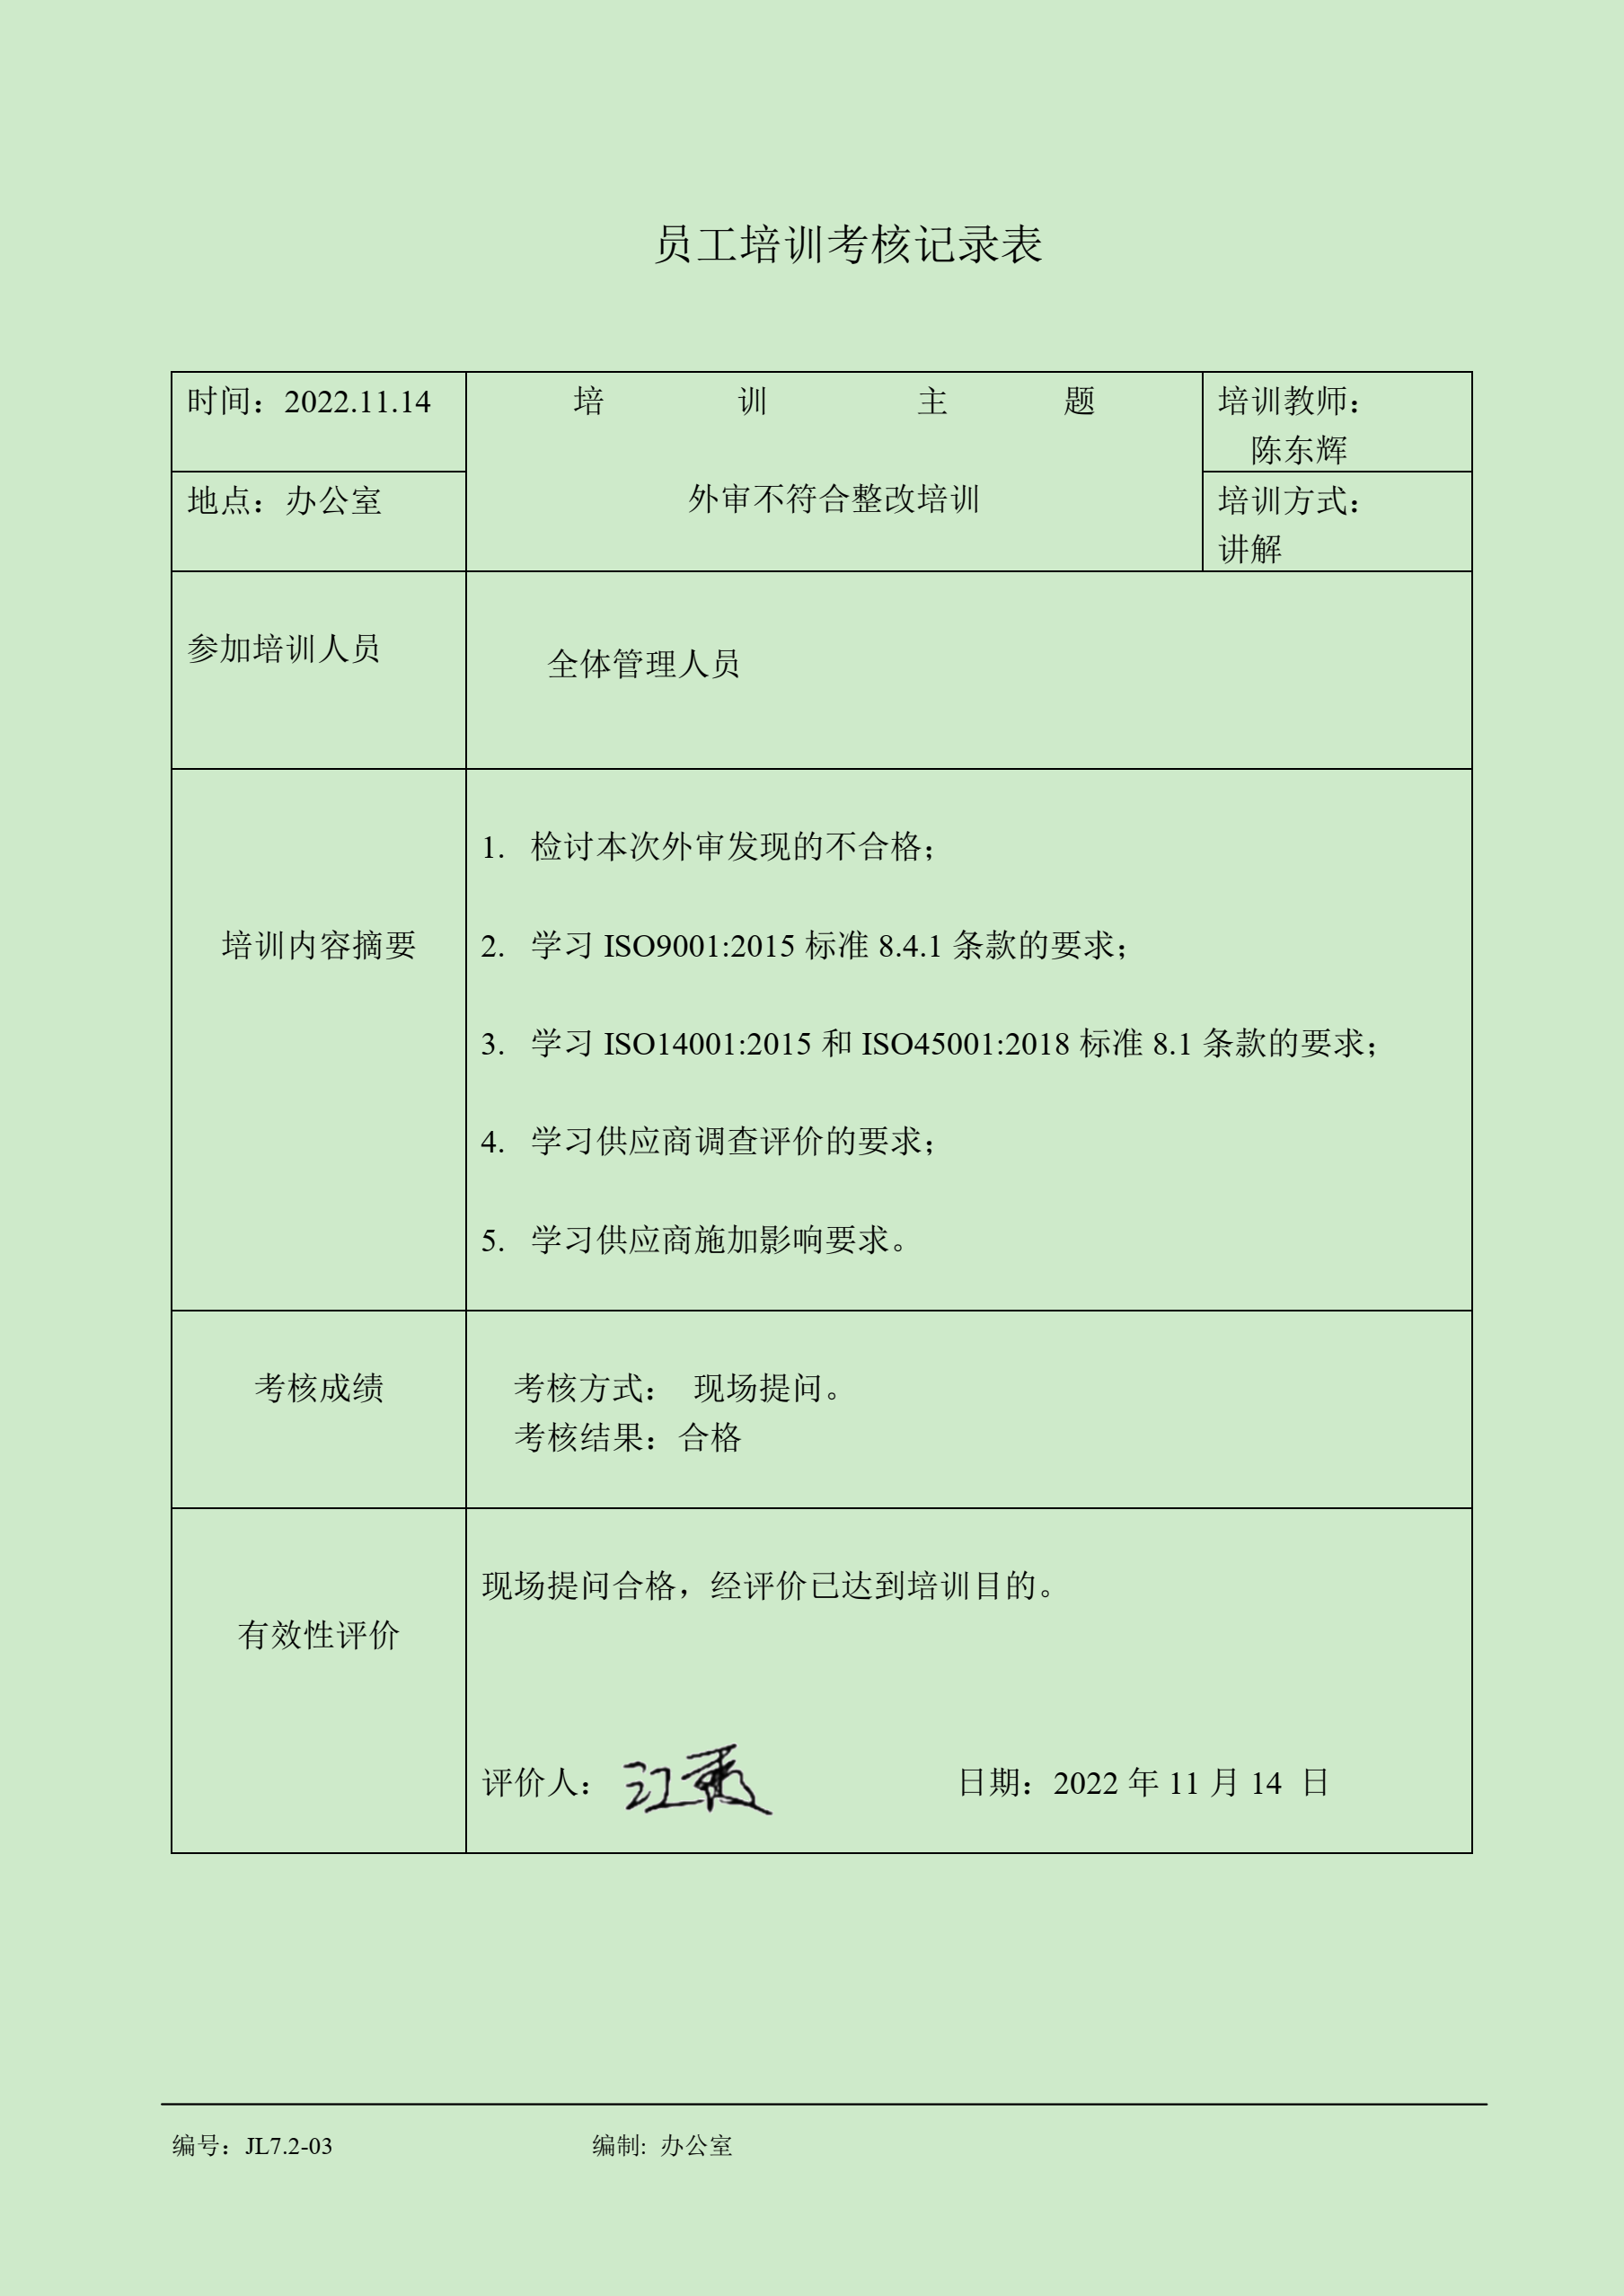 员工培训考核记录表
时间：2022.11.14
培 训 主 题
培训教师：
陈东辉
地点：办公室
外审不符合整改培训
培训方式：
讲解
参加培训人员
全体管理人员
培训内容摘要
1. 检讨本次外审发现的不合格；
2. 学习 ISO9001:2015 标准 8.4.1 条款的要求；
3. 学习 ISO14001:2015 和 ISO45001:2018 标准 8.1 条款的要求；
4. 学习供应商调查评价的要求；
5. 学习供应商施加影响要求。
考核成绩
考核方式： 现场提问。
考核结果：合格
有效性评价
现场提问合格，经评价已达到培训目的。
评价人：
日期：2022 年 11 月 14 日
编号：JL7.2-03 编制: 办公室